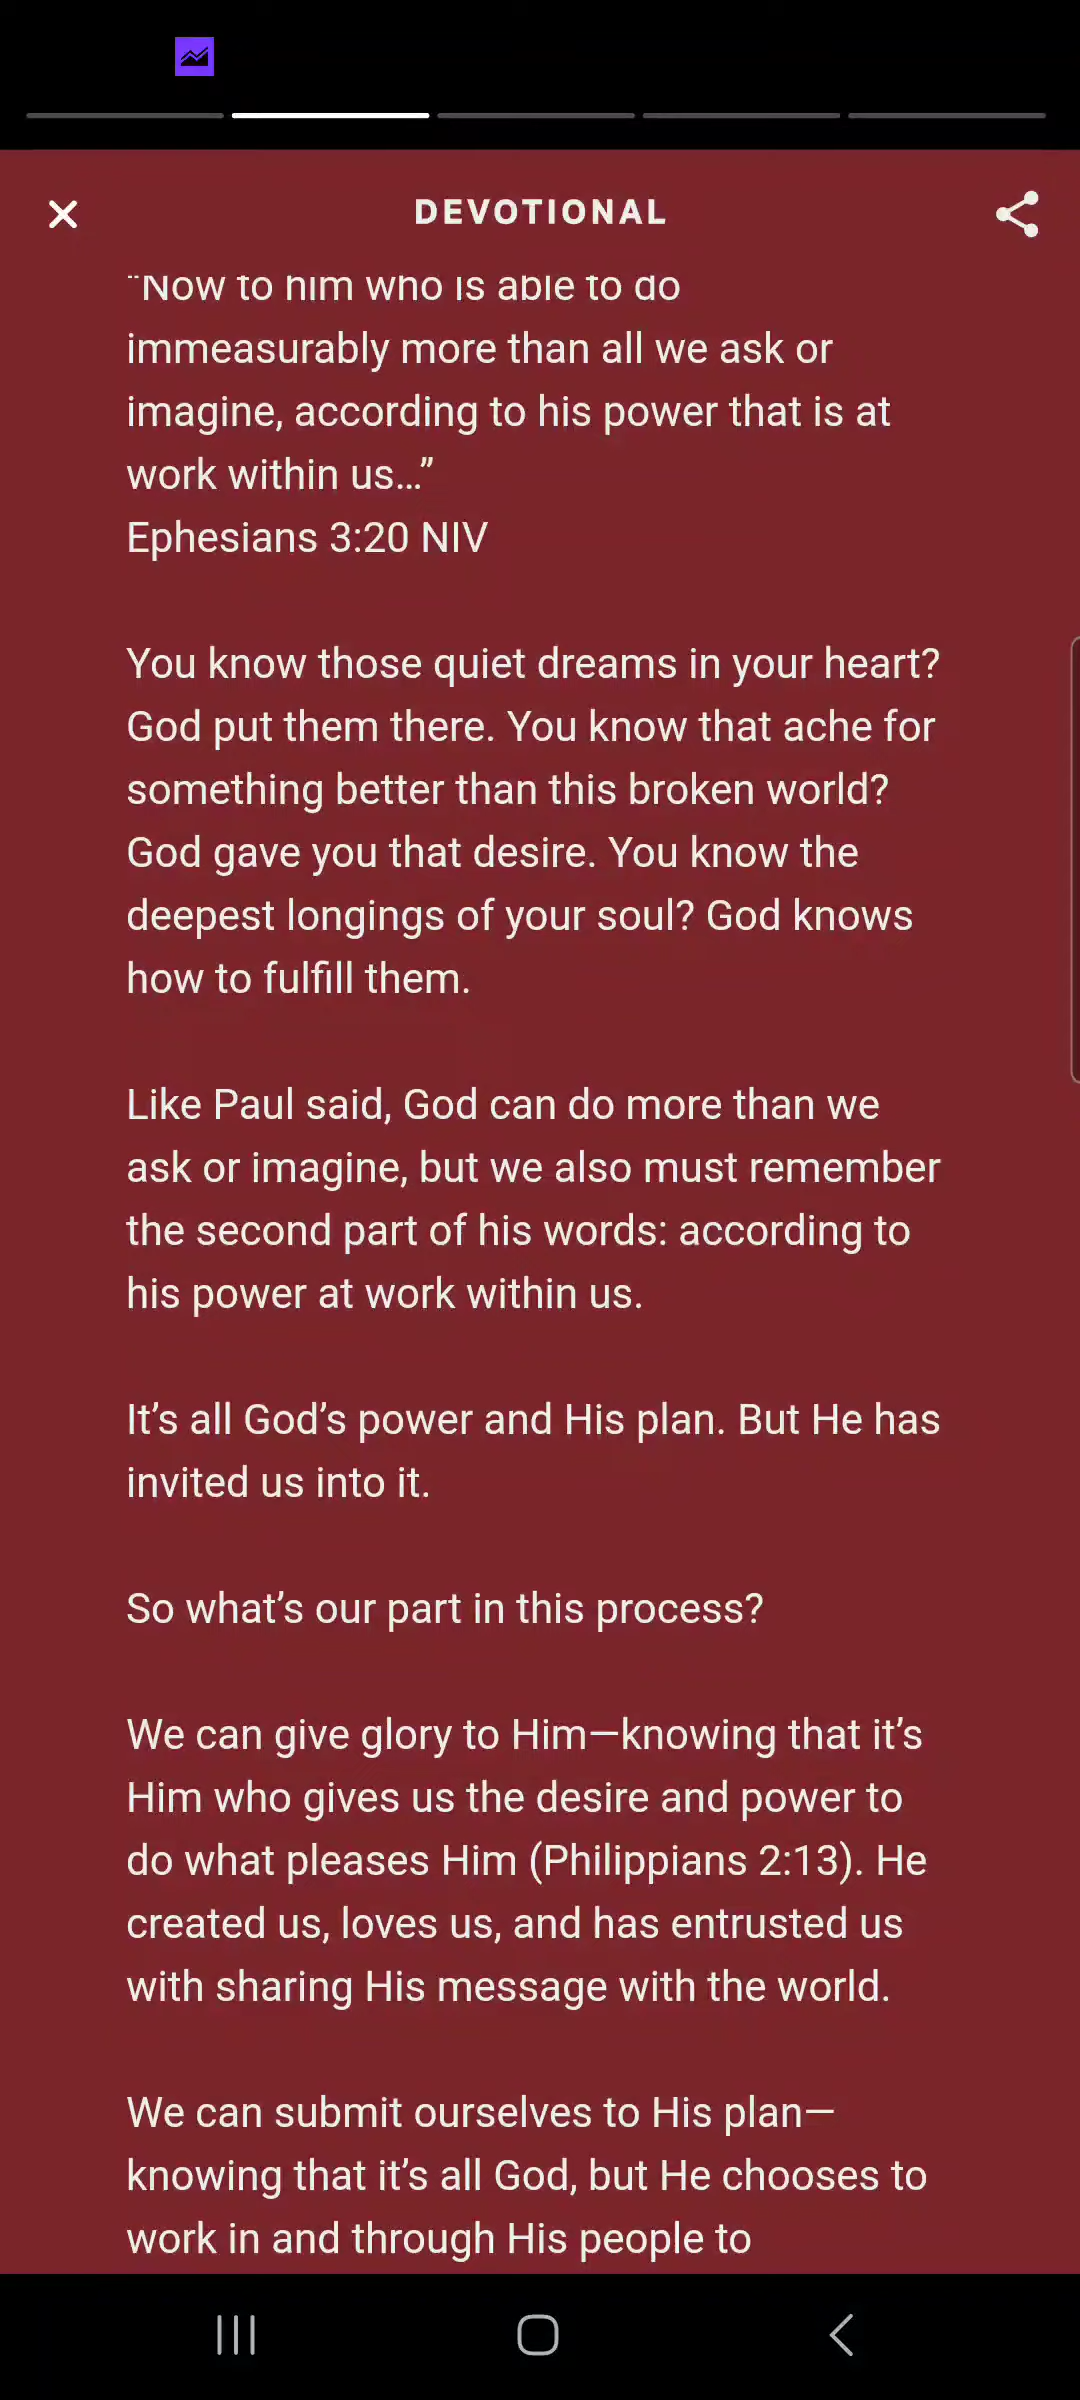 DEVOTIONAL
“Now to him who is able to do
immeasurably more than all we ask or
imagine, according to his power that is at
work within us…”
Ephesians 3:20 NIV
You know those quiet dreams in your heart?
God put them there. You know that ache for
something better than this broken world?
God gave you that desire. You know the
deepest longings of your soul? God knows
how to fulfill them.
Like Paul said, God can do more than we
ask or imagine, but we also must remember
the second part of his words: according to
his power at work within us.
It’s all God’s power and His plan. But He has
invited us into it.
So what’s our part in this process?
We can give glory to Him—knowing that it’s
Him who gives us the desire and power to
do what pleases Him (Philippians 2:13). He
created us, loves us, and has entrusted us
with sharing His message with the world.
We can submit ourselves to His plan—
knowing that it’s all God, but He chooses to
work in and through His people to